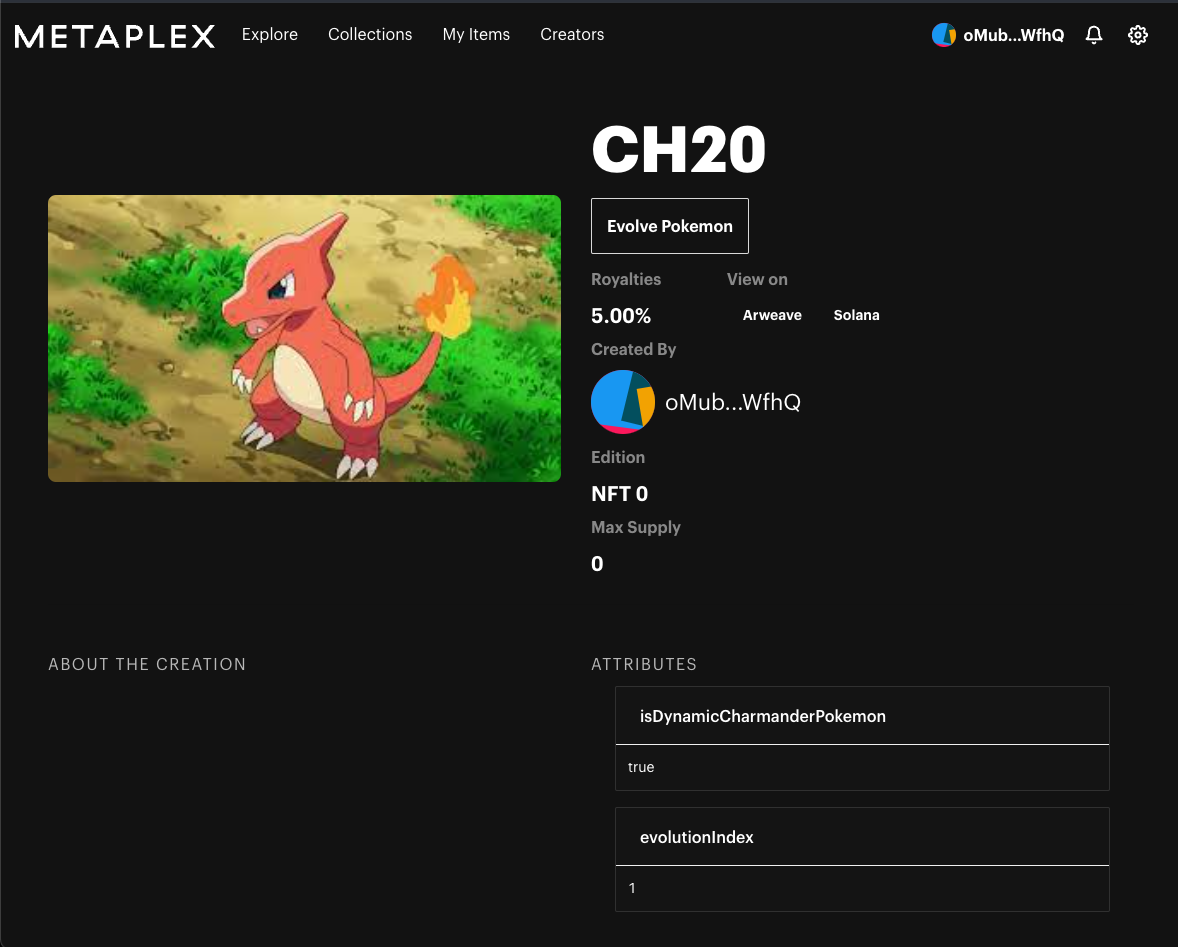 METAPLEX Explore Collections My Items Creators oMub...WfhQ
CH20
Evolve Pokemon
Royalties View on
5.00% Arweave Solana
Created By
oMub...WfhQ
Edition
NFT 0
Max Supply
0
ABOUT THE CREATION ATTRIBUTES
isDynamicCharmanderPokemon
true
evolutionIndex
1